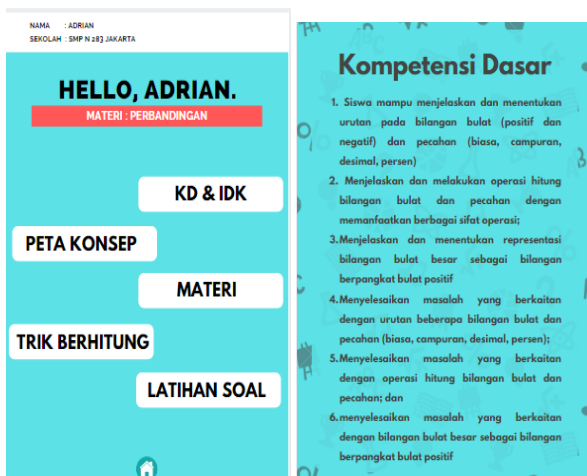 NAMA : ADRIAN
SEKOLAH : SMP N 283 JAKARTA
HELLO, ADRIAN.
MATERI : PERBANDINGAN
KD & IDK
PETA KONSEP
MATERI
TRIK BERHITUNG
LATIHAN SOAL
Kompetensi Dasar
1. Siswa mampu menjelaskan dan menentukan
urutan pada bilangan bulat (positif dan
negatif) dan pecahan (biasa, campuran,
desimal, persen)
2. Menjelaskan dan melakukan operasi hitung
bilangan bulat dan pecahan dengan
memanfaatkan berbagai sifat operasi;
3.Menjelaskan dan menentukan representasi
bilangan bulat besar sebagai bilangan
berpangkat bulat positif
4.Menyelesaikan masalah yang berkaitan
dengan urutan beberapa bilangan bulat dan
pecahan (biasa, campuran, desimal, persen);
5.Menyelesaikan masalah yang berkaitan
dengan operasi hitung bilangan bulat dan
pecahan; dan
6.menyelesaikan masalah yang berkaitan
dengan bilangan bulat besar sebagai bilangan
berpangkat bulat positif